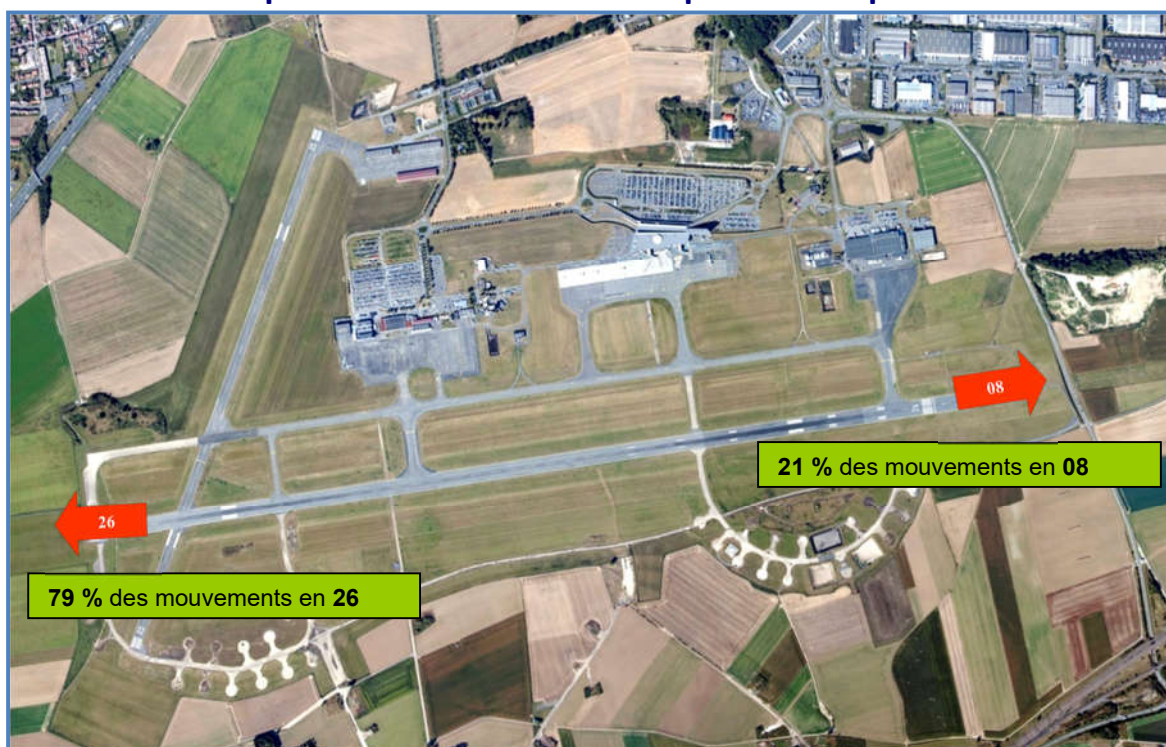 08
21 % des mouvements en 08
26
79 % des mouvements en 26